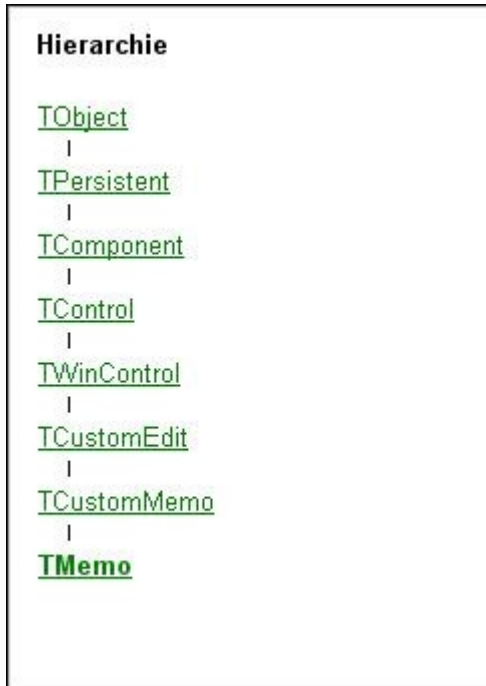 Hierarchie
TObject
|
TPersistent
|
TComponent
|
TControl
|
TWinControl
|
TCustomEdit
|
TCustomMemo
|
TMemo